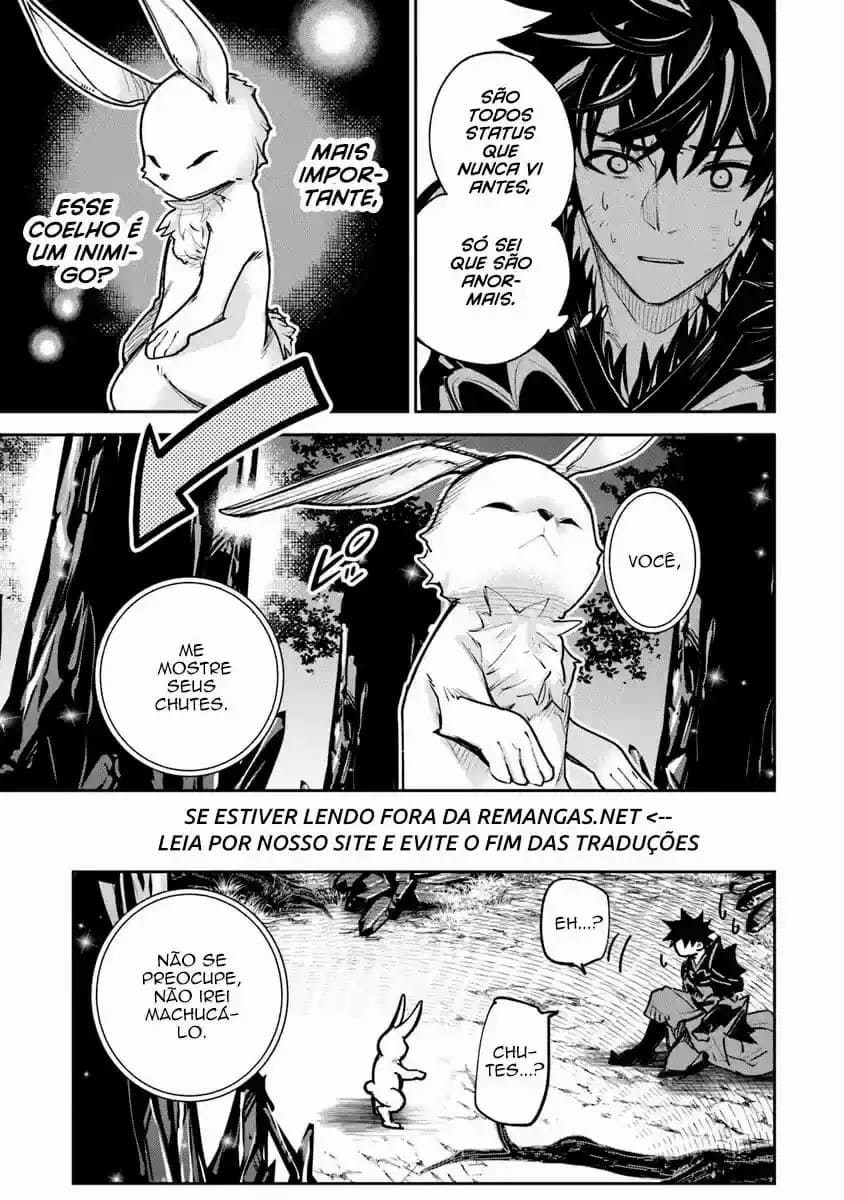 SÃO
TODOS
STATUS
QUE
NUNCA VI
ANTES,
SÓ SEI
QUE SÃO
ANOR-
MAIS.
MAIS
IMPOR-
TANTE,
ESSE
COELHO É
UM INIMI-
GO?
VOCÊ,
ME
MOSTRE
SEUS
CHUTES.
SE ESTIVER LENDO FORA DA REMANGAS.NET <--
LEIA POR NOSSO SITE E EVITE O FIM DAS TRADUÇÕES
EH...?
CHU-
TES...?
NÃO SE
PREOCUPE,
NÃO IREI
MACHUCÁ-
LO.